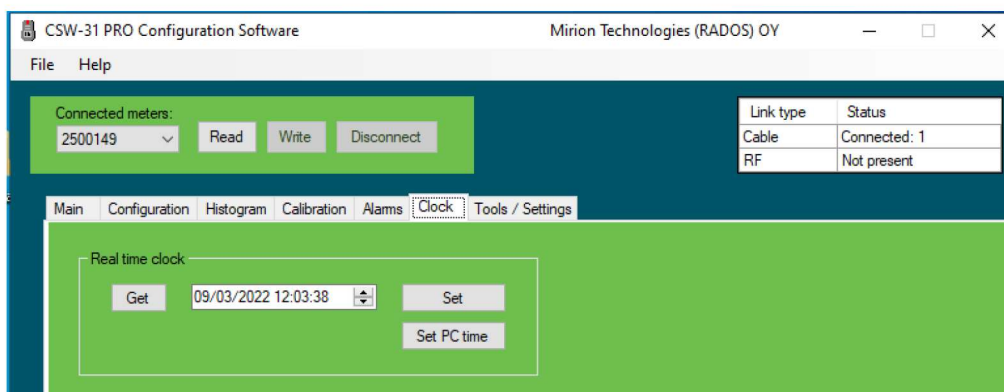 CSW-31 PRO Configuration Software Mirion Technologies (RADOS) OY
File Help
Connected meters:
2500149 Read Write Disconnect
Link type Status
Cable Connected: 1
RF Not present
Main Configuration Histogram Calibration Alarms Clock Tools / Settings
Real time clock
Get 09/03/2022 12:03:38 Set
Set PC time